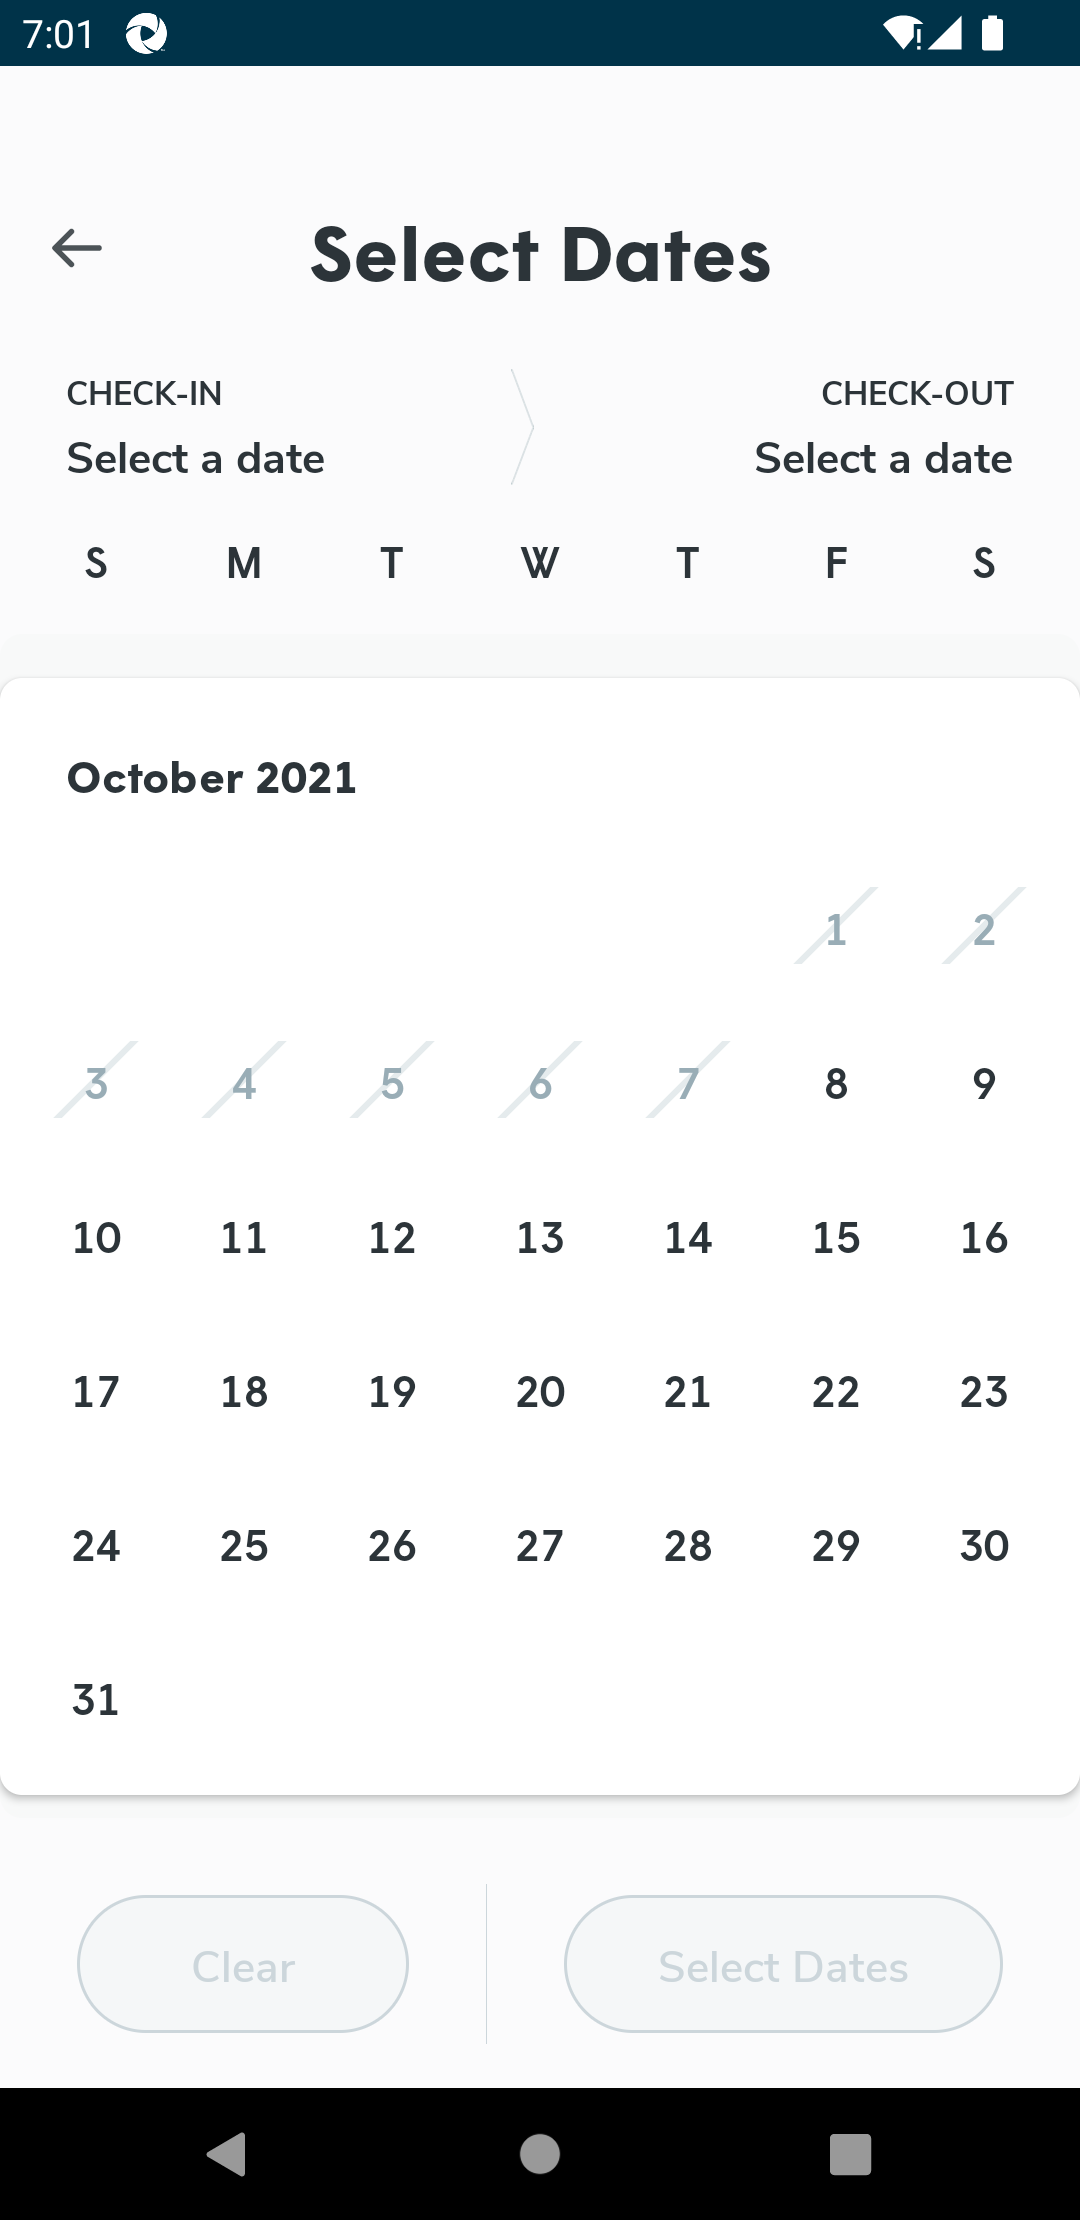 7:01
Select Dates
CHECK-IN CHECK-OUT
Select a date Select a date
S M T W T F S
October 2021
1 2
3 4 5 6 7 8 9
10 11 12 13 14 15 16
17 18 19 20 21 22 23
24 25 26 27 28 29 30
31
Clear Select Dates